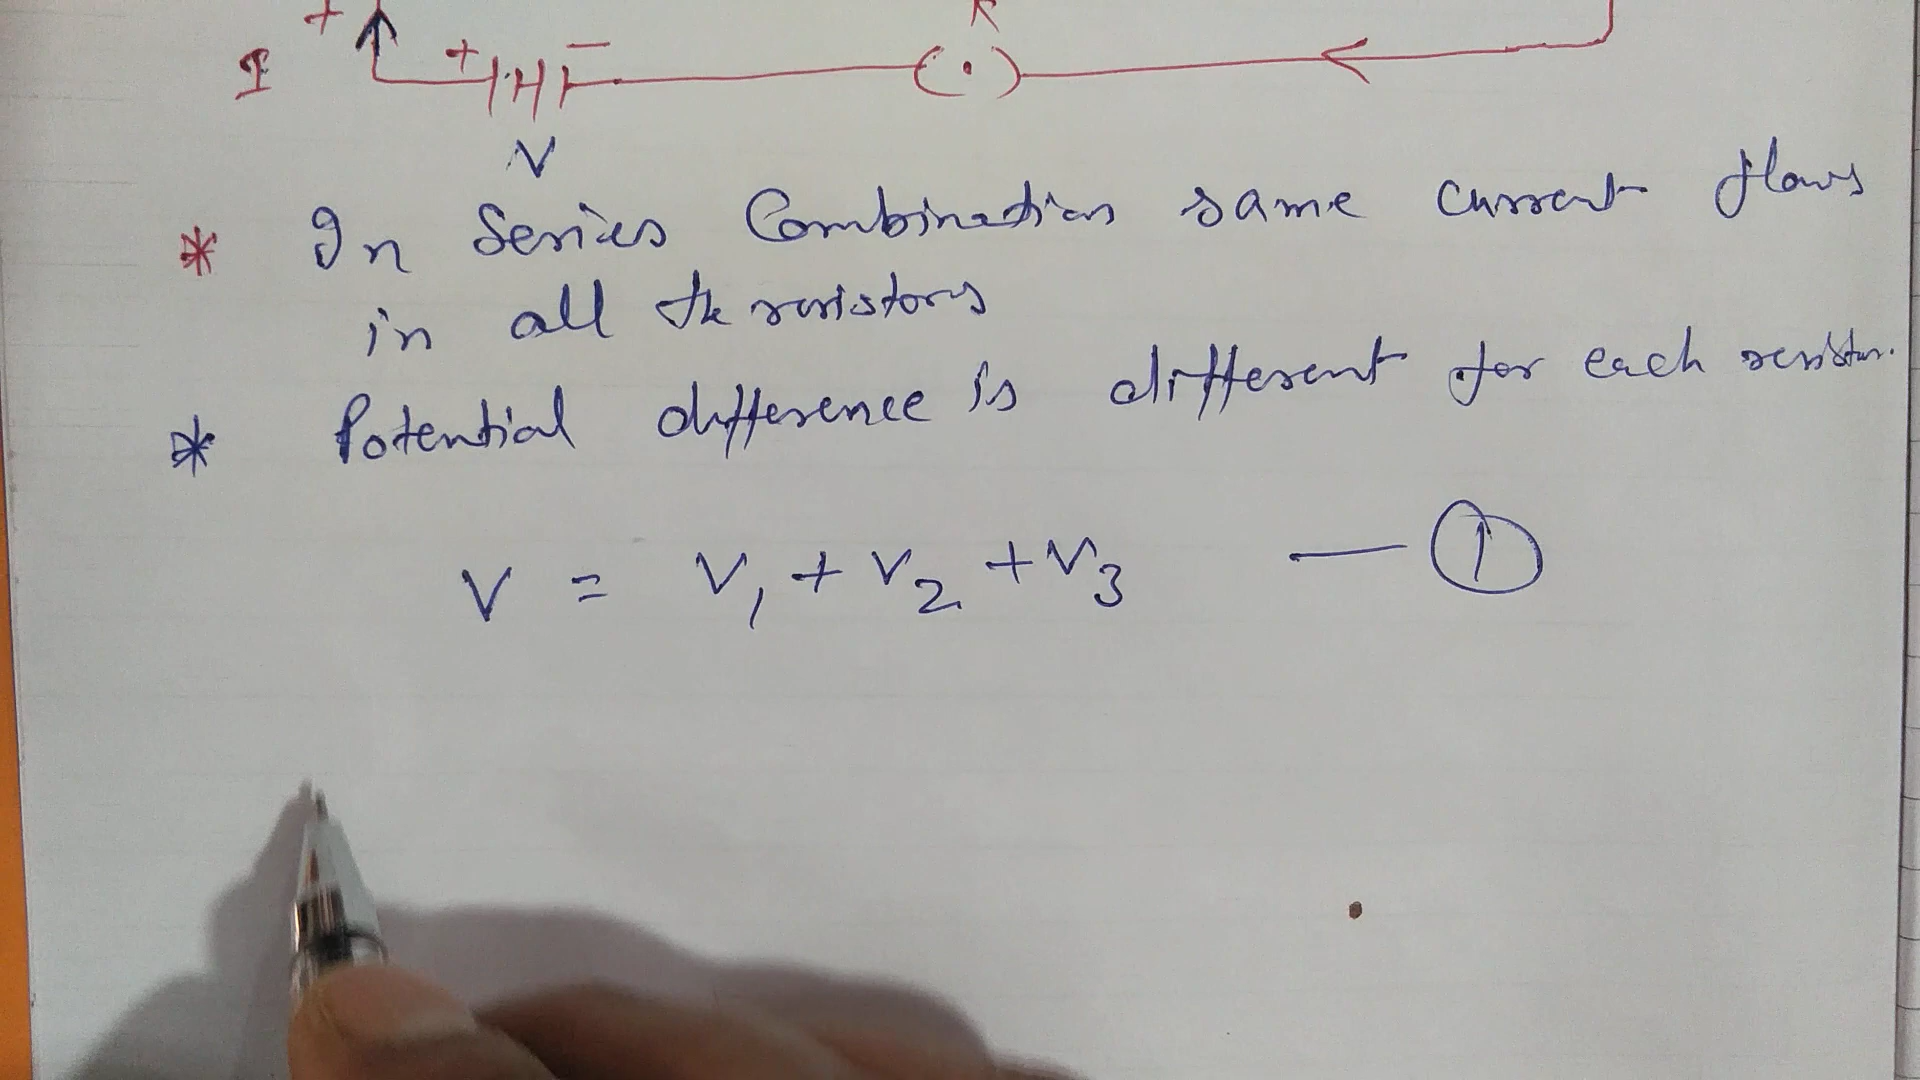 + K
I + −
V
* In Series Combination same current flows
in all the resistors
* Potential difference is different for each resistor.
V = V₁ + V₂ + V₃ — ①